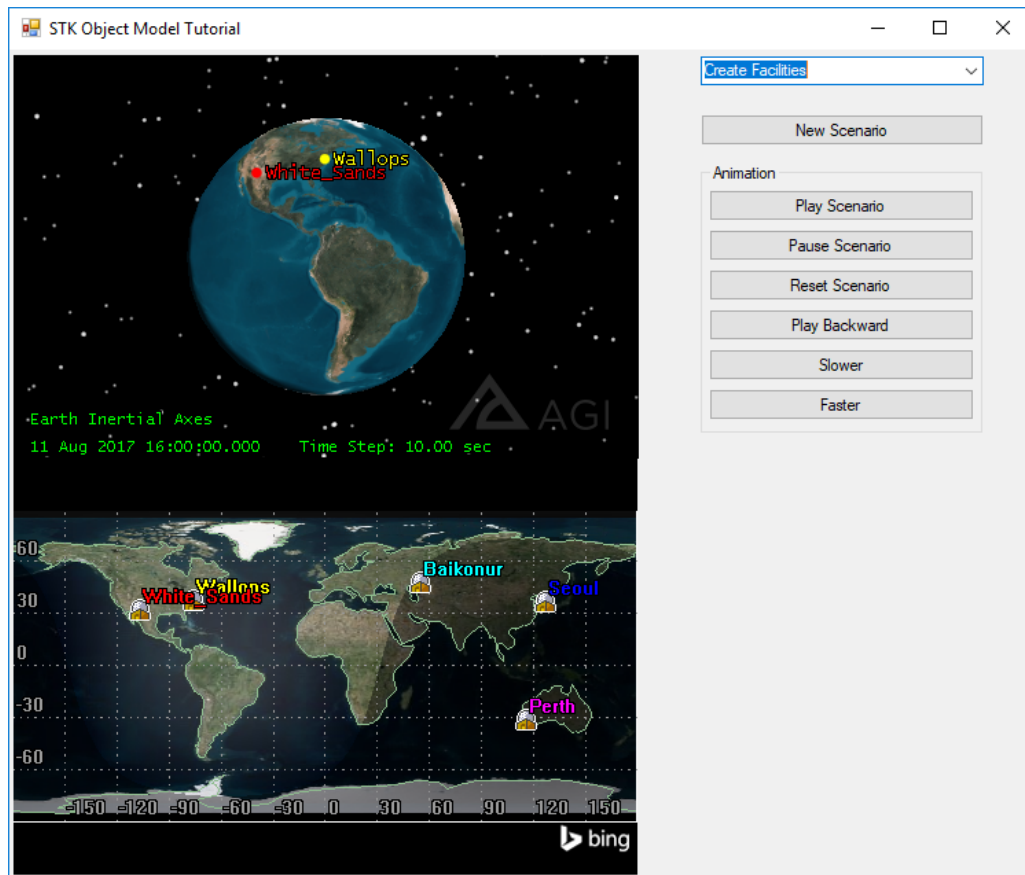 STK Object Model Tutorial
Create Facilities
New Scenario
Animation
Play Scenario
Pause Scenario
Reset Scenario
Play Backward
Slower
Faster
Wallops
White_Sands
AGI
Earth Inertial Axes
11 Aug 2017 16:00:00.000 Time Step: 10.00 sec
60
Baikonur
Wallops
Seoul
White_Sands
30
0
-30
Perth
-60
-150 -120 -90 -60 -30 0 30 60 90 120 150
bing